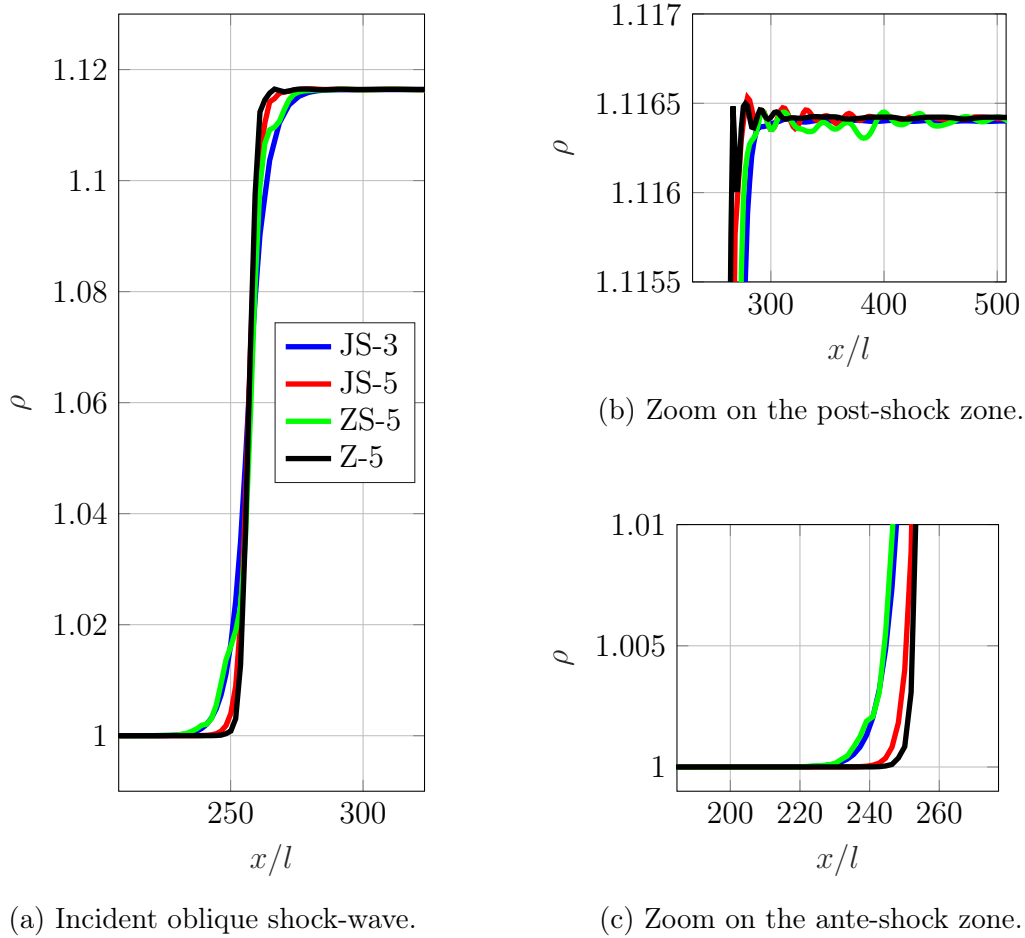 1.12
1.1
1.08
1.06
1.04
1.02
1
ρ
250
300
x/l
JS-3
JS-5
ZS-5
Z-5
(a) Incident oblique shock-wave.
1.117
1.1165
1.116
1.1155
ρ
300
400
500
x/l
(b) Zoom on the post-shock zone.
1.01
1.005
1
ρ
200
220
240
260
x/l
(c) Zoom on the ante-shock zone.